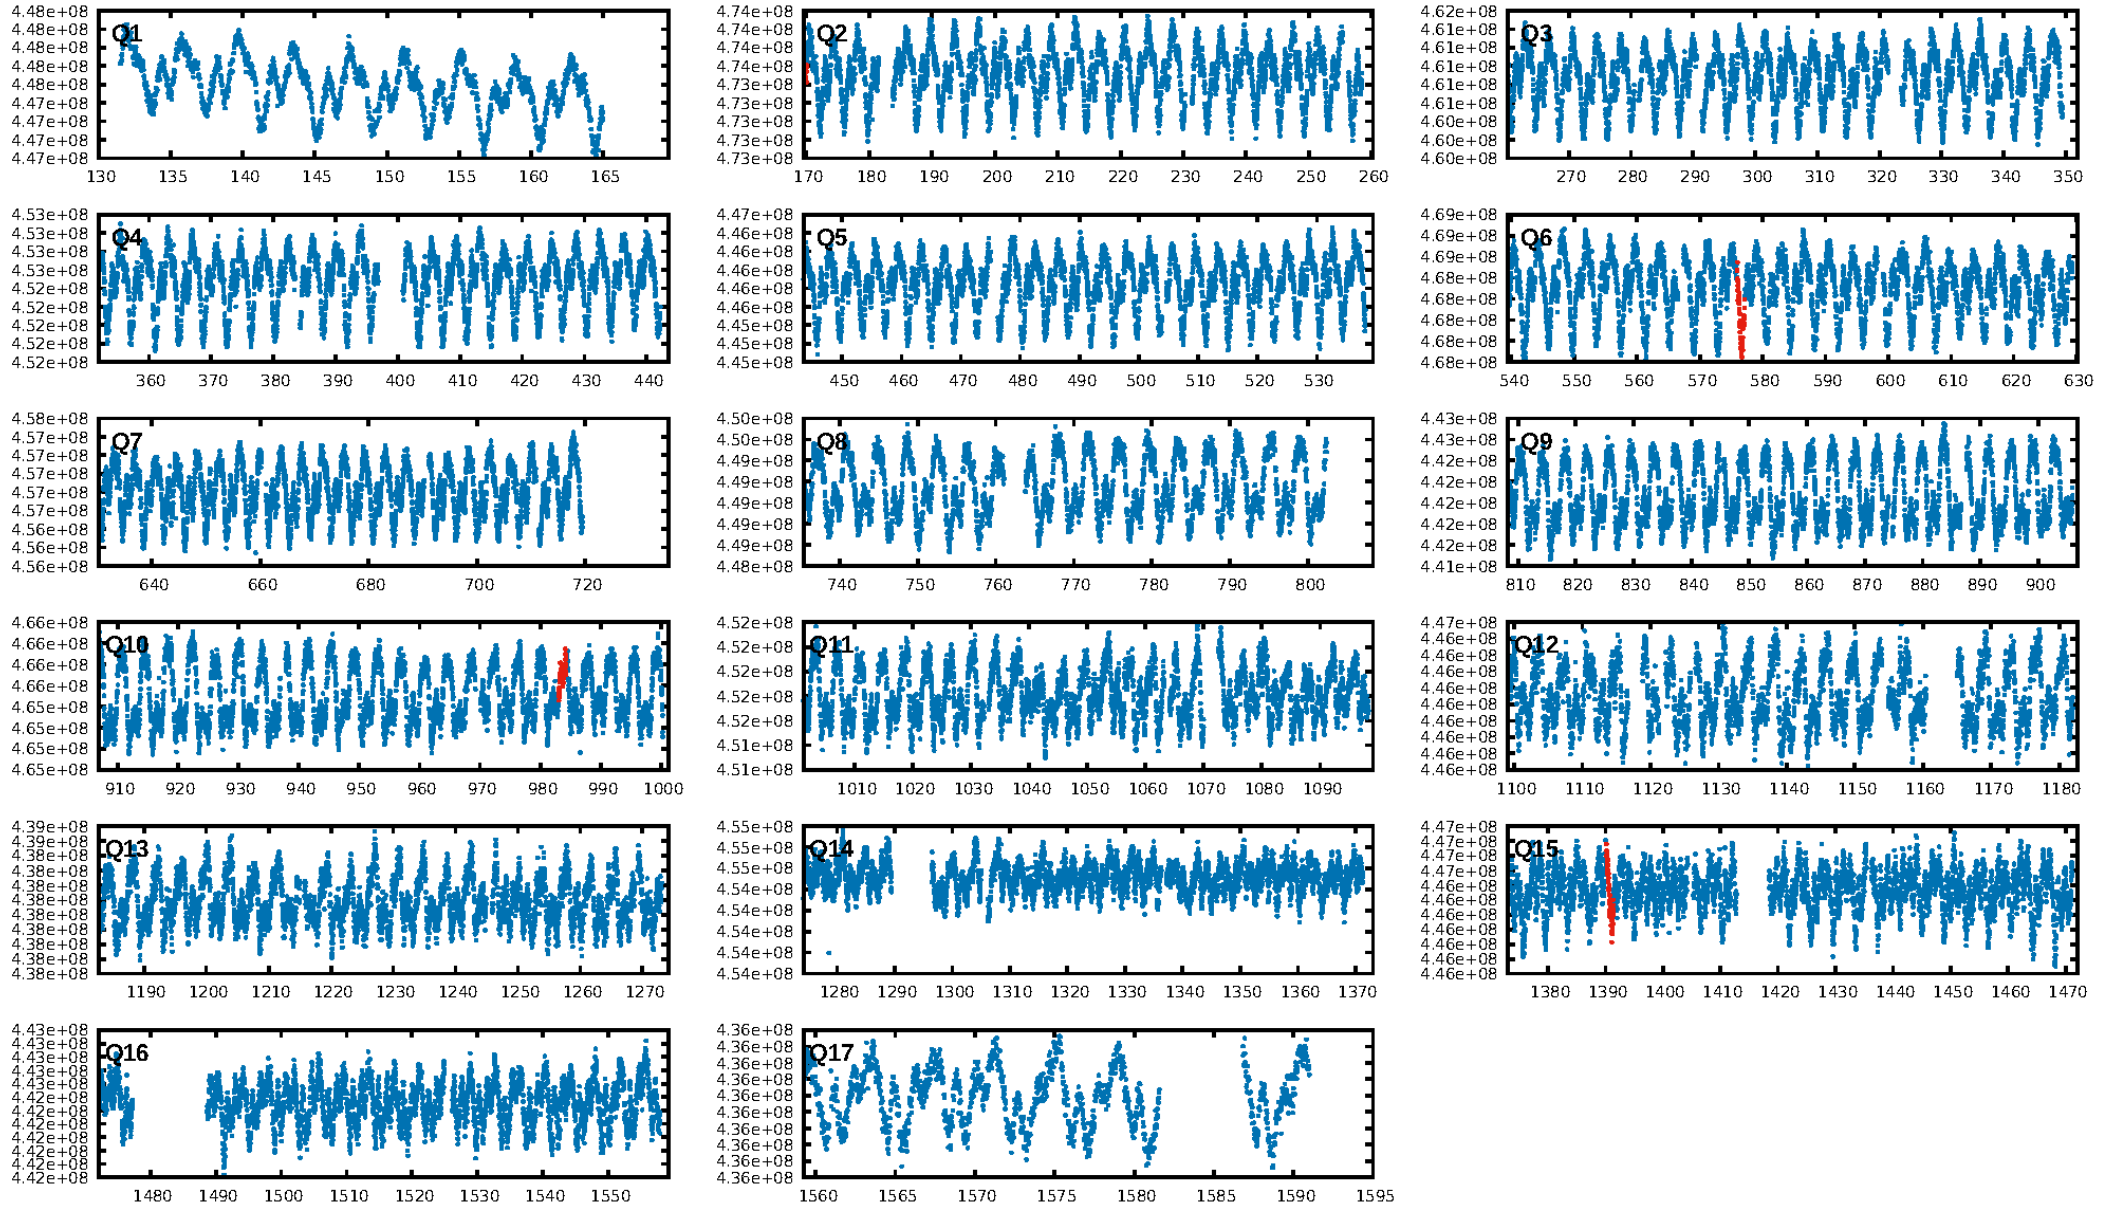 4.48e+08 4.48e+08 4.48e+08 4.48e+08 4.48e+08 4.47e+08 4.47e+08 4.47e+08 4.47e+08
Q1
130 135 140 145 150 155 160 165
4.74e+08 4.74e+08 4.74e+08 4.74e+08 4.73e+08 4.73e+08 4.73e+08 4.73e+08 4.73e+08
Q2
170 180 190 200 210 220 230 240 250 260
4.62e+08 4.61e+08 4.61e+08 4.61e+08 4.61e+08 4.61e+08 4.60e+08 4.60e+08 4.60e+08
Q3
270 280 290 300 310 320 330 340 350
4.53e+08 4.53e+08 4.53e+08 4.53e+08 4.52e+08 4.52e+08 4.52e+08 4.52e+08 4.52e+08
Q4
360 370 380 390 400 410 420 430 440
4.47e+08 4.46e+08 4.46e+08 4.46e+08 4.46e+08 4.46e+08 4.45e+08 4.45e+08 4.45e+08
Q5
450 460 470 480 490 500 510 520 530
4.69e+08 4.69e+08 4.69e+08 4.68e+08 4.68e+08 4.68e+08 4.68e+08 4.68e+08
Q6
540 550 560 570 580 590 600 610 620 630
4.58e+08 4.57e+08 4.57e+08 4.57e+08 4.57e+08 4.57e+08 4.56e+08 4.56e+08 4.56e+08
Q7
640 660 680 700 720
4.50e+08 4.50e+08 4.49e+08 4.49e+08 4.49e+08 4.49e+08 4.49e+08 4.48e+08
Q8
740 750 760 770 780 790 800
4.43e+08 4.43e+08 4.42e+08 4.42e+08 4.42e+08 4.42e+08 4.42e+08 4.41e+08
Q9
810 820 830 840 850 860 870 880 890 900
4.66e+08 4.66e+08 4.66e+08 4.66e+08 4.65e+08 4.65e+08 4.65e+08 4.65e+08
Q10
910 920 930 940 950 960 970 980 990 1000
4.52e+08 4.52e+08 4.52e+08 4.52e+08 4.52e+08 4.51e+08 4.51e+08
Q11
1010 1020 1030 1040 1050 1060 1070 1080 1090
4.47e+08 4.46e+08 4.46e+08 4.46e+08 4.46e+08 4.46e+08 4.46e+08 4.46e+08 4.46e+08 4.46e+08
Q12
1100 1110 1120 1130 1140 1150 1160 1170 1180
4.39e+08 4.39e+08 4.38e+08 4.38e+08 4.38e+08 4.38e+08 4.38e+08 4.38e+08 4.38e+08 4.38e+08 4.38e+08
Q13
1190 1200 1210 1220 1230 1240 1250 1260 1270
4.55e+08 4.55e+08 4.55e+08 4.54e+08 4.54e+08 4.54e+08 4.54e+08 4.54e+08
Q14
1280 1290 1300 1310 1320 1330 1340 1350 1360 1370
4.47e+08 4.47e+08 4.47e+08 4.47e+08 4.46e+08 4.46e+08 4.46e+08 4.46e+08 4.46e+08 4.46e+08 4.46e+08
Q15
1380 1390 1400 1410 1420 1430 1440 1450 1460 1470
4.43e+08 4.43e+08 4.43e+08 4.43e+08 4.43e+08 4.42e+08 4.42e+08 4.42e+08 4.42e+08 4.42e+08 4.42e+08 4.42e+08
Q16
1480 1490 1500 1510 1520 1530 1540 1550
4.36e+08 4.36e+08 4.36e+08 4.36e+08 4.36e+08 4.36e+08 4.36e+08 4.36e+08 4.36e+08 4.36e+08
Q17
1560 1565 1570 1575 1580 1585 1590 1595